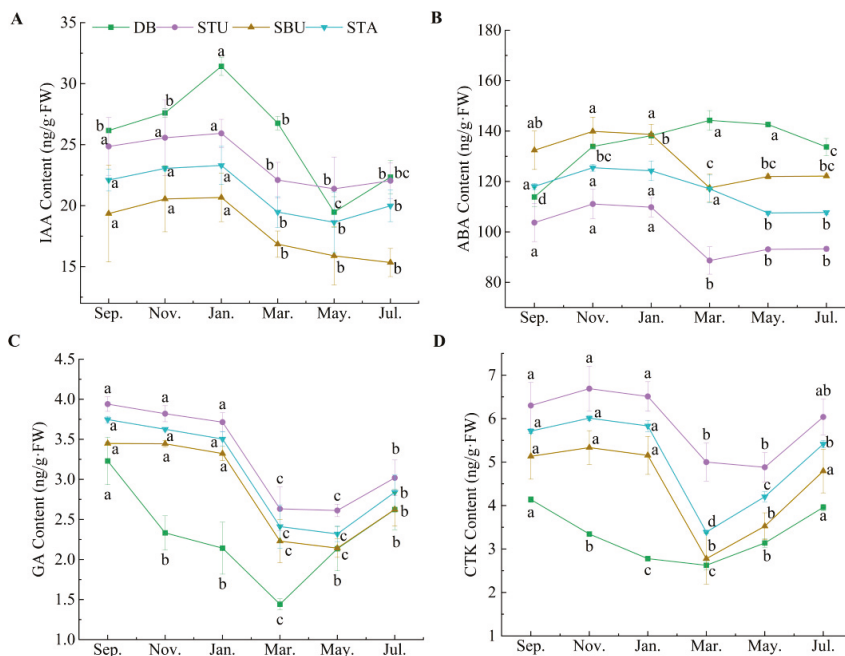 A
DB STU SBU STA
IAA Content (ng/g·FW)
35
30
25
20
15
b
b
a
b
c
bc
a
a
a
b
b
b
a
a
a
b
b
b
a
a
a
b
b
b
Sep. Nov. Jan. Mar. May. Jul.
B
ABA Content (ng/g·FW)
180
160
140
120
100
80
ab
a
a
c
bc
bc
d
bc
b
a
a
c
a
a
a
a
b
b
a
a
a
b
b
b
Sep. Nov. Jan. Mar. May. Jul.
C
GA Content (ng/g·FW)
4.5
4.0
3.5
3.0
2.5
2.0
1.5
1.0
a
a
a
c
c
b
a
a
a
c
c
b
a
a
a
c
c
b
a
b
b
c
b
b
Sep. Nov. Jan. Mar. May. Jul.
D
CTK Content (ng/g·FW)
7
6
5
4
3
2
1
a
a
a
b
b
ab
a
a
a
d
c
b
a
a
a
b
b
a
a
b
c
c
b
a
Sep. Nov. Jan. Mar. May. Jul.